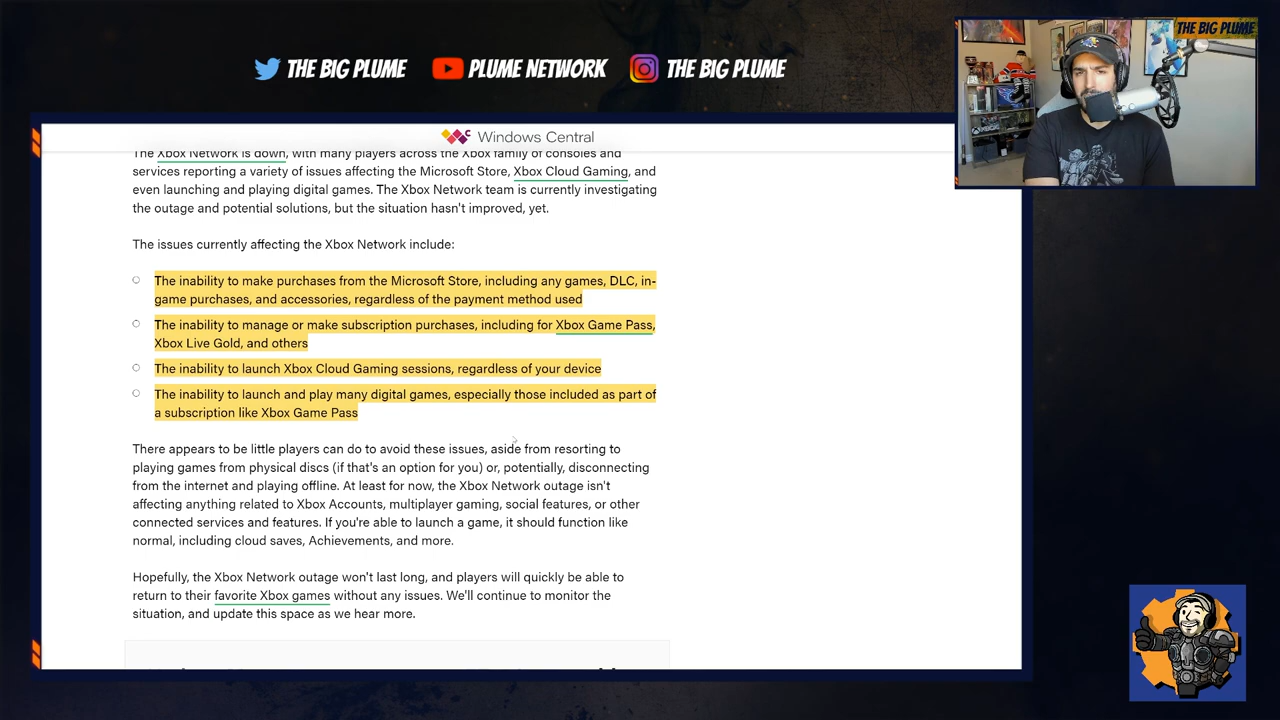 THE BIG PLUME
THE BIG PLUME
PLUME NETWORK
THE BIG PLUME
Windows Central
The Xbox Network is down, with many players across the Xbox family of consoles and
services reporting a variety of issues affecting the Microsoft Store, Xbox Cloud Gaming, and
even launching and playing digital games. The Xbox Network team is currently investigating
the outage and potential solutions, but the situation hasn't improved, yet.
The issues currently affecting the Xbox Network include:
The inability to make purchases from the Microsoft Store, including any games, DLC, in-
game purchases, and accessories, regardless of the payment method used
The inability to manage or make subscription purchases, including for Xbox Game Pass,
Xbox Live Gold, and others
The inability to launch Xbox Cloud Gaming sessions, regardless of your device
The inability to launch and play many digital games, especially those included as part of
a subscription like Xbox Game Pass
There appears to be little players can do to avoid these issues, aside from resorting to
playing games from physical discs (if that's an option for you) or, potentially, disconnecting
from the internet and playing offline. At least for now, the Xbox Network outage isn't
affecting anything related to Xbox Accounts, multiplayer gaming, social features, or other
connected services and features. If you're able to launch a game, it should function like
normal, including cloud saves, Achievements, and more.
Hopefully, the Xbox Network outage won't last long, and players will quickly be able to
return to their favorite Xbox games without any issues. We'll continue to monitor the
situation, and update this space as we hear more.